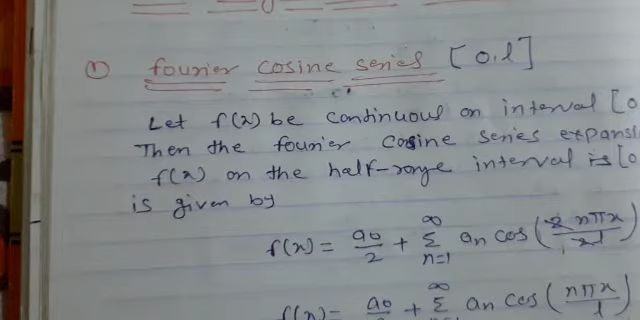 ① fourier cosine series [0,l]
Let f(x) be continuous on interval [0
Then the fourier cosine series expansi
f(x) on the half-range interval is [0
is given by
f(x) = a0/2 + ∞ Σ n=1 an cos (2nπx/2l)
f(x) = a0/2 + ∞ Σ an cos (nπx/l)